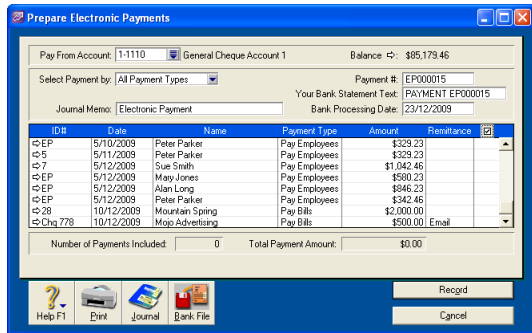 Prepare Electronic Payments
Pay From Account: 1-1110 General Cheque Account 1 Balance ⇨: $85,179.46
Select Payment by: All Payment Types Payment #: EP000015
Your Bank Statement Text: PAYMENT EP000015
Journal Memo: Electronic Payment Bank Processing Date: 23/12/2009
ID# Date Name Payment Type Amount Remittance
⇨EP 5/10/2009 Peter Parker Pay Employees $329.23
⇨5 5/11/2009 Peter Parker Pay Employees $329.23
⇨7 5/12/2009 Sue Smith Pay Employees $1,042.46
⇨EP 5/12/2009 Mary Jones Pay Employees $580.23
⇨EP 5/12/2009 Alan Long Pay Employees $846.23
⇨EP 5/12/2009 Peter Parker Pay Employees $342.46
⇨28 10/12/2009 Mountain Spring Pay Bills $2,000.00
⇨Chq 778 10/12/2009 Mojo Advertising Pay Bills $500.00 Email
Number of Payments Included: 0 Total Payment Amount: $0.00
Help F1 Print Journal Bank File
Record
Cancel